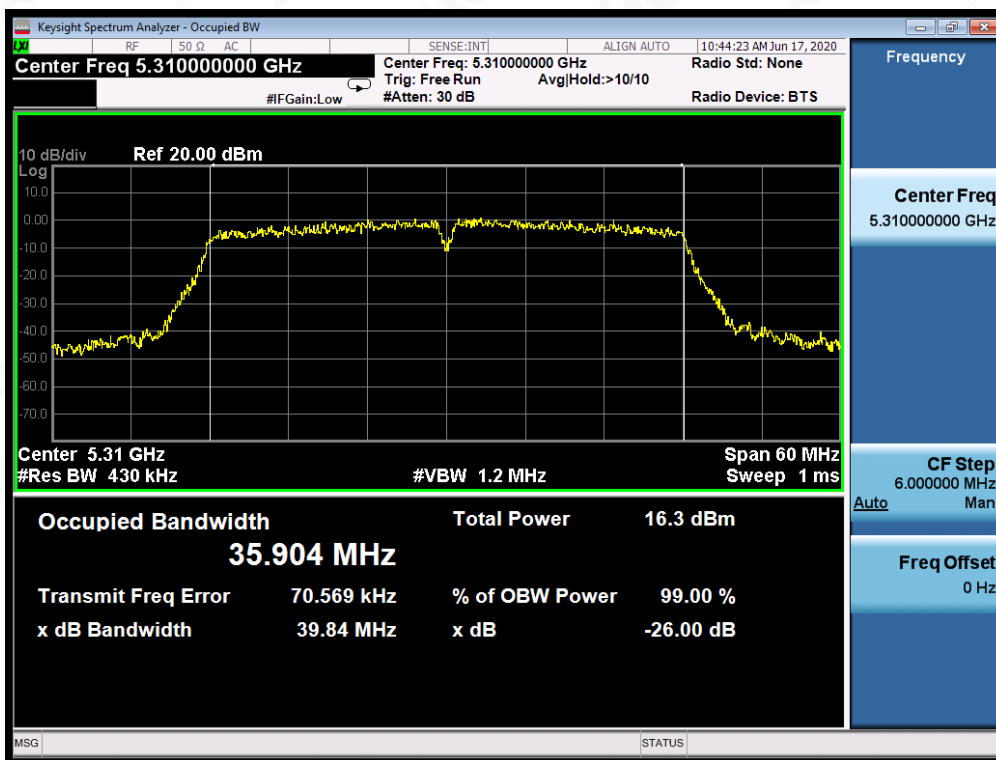 Keysight Spectrum Analyzer - Occupied BW
LXI RF 50 Ω AC SENSE:INT ALIGN AUTO 10:44:23 AM Jun 17, 2020
Center Freq 5.310000000 GHz
Center Freq: 5.310000000 GHz Radio Std: None
Trig: Free Run Avg|Hold:>10/10
#IFGain:Low #Atten: 30 dB Radio Device: BTS
10 dB/div Ref 20.00 dBm
Log
10.0
0.00
-10.0
-20.0
-30.0
-40.0
-50.0
-60.0
-70.0
Center 5.31 GHz Span 60 MHz
#Res BW 430 kHz #VBW 1.2 MHz Sweep 1 ms
Occupied Bandwidth Total Power 16.3 dBm
35.904 MHz
Transmit Freq Error 70.569 kHz % of OBW Power 99.00 %
x dB Bandwidth 39.84 MHz x dB -26.00 dB
Frequency
Center Freq
5.310000000 GHz
CF Step
6.000000 MHz
Auto Man
Freq Offset
0 Hz
MSG STATUS